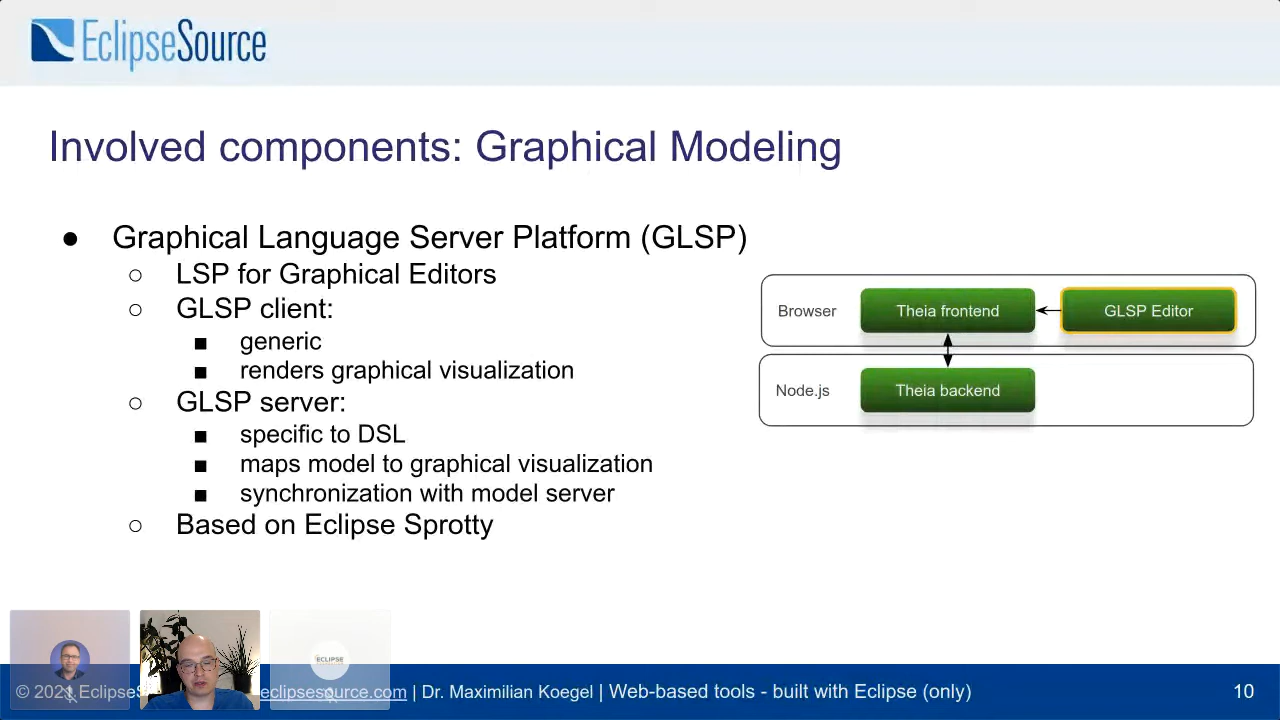 EclipseSource
Involved components: Graphical Modeling
● Graphical Language Server Platform (GLSP)
○ LSP for Graphical Editors
○ GLSP client:
■ generic
■ renders graphical visualization
○ GLSP server:
■ specific to DSL
■ maps model to graphical visualization
■ synchronization with model server
○ Based on Eclipse Sprotty
Browser
Theia frontend
GLSP Editor
Node.js
Theia backend
ECLIPSE
© 2021 EclipseS eclipsesource.com | Dr. Maximilian Koegel | Web-based tools - built with Eclipse (only)
10